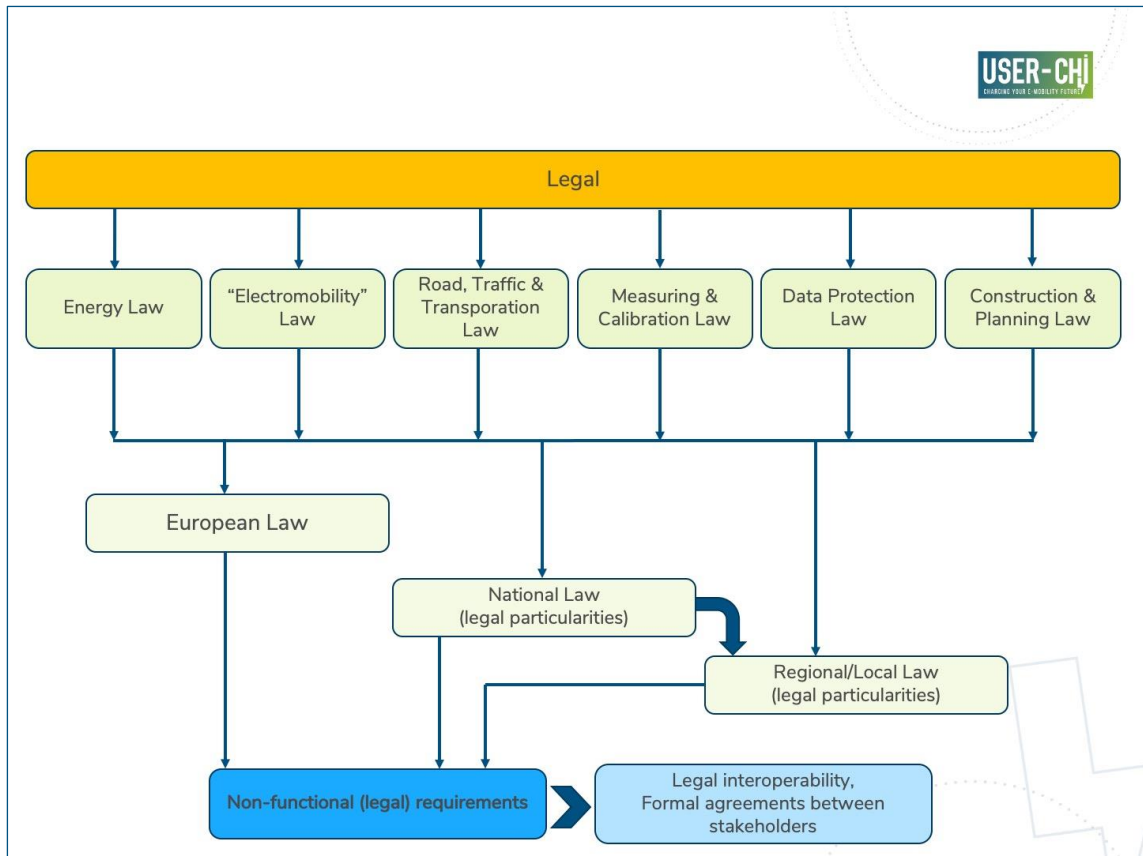 USER-CHi
CHARGING YOUR E-MOBILITY FUTURE
Legal
Energy Law
“Electromobility”
Law
Road, Traffic &
Transporation
Law
Measuring &
Calibration Law
Data Protection
Law
Construction &
Planning Law
European Law
National Law
(legal particularities)
Regional/Local Law
(legal particularities)
Non-functional (legal) requirements
Legal interoperability,
Formal agreements between
stakeholders